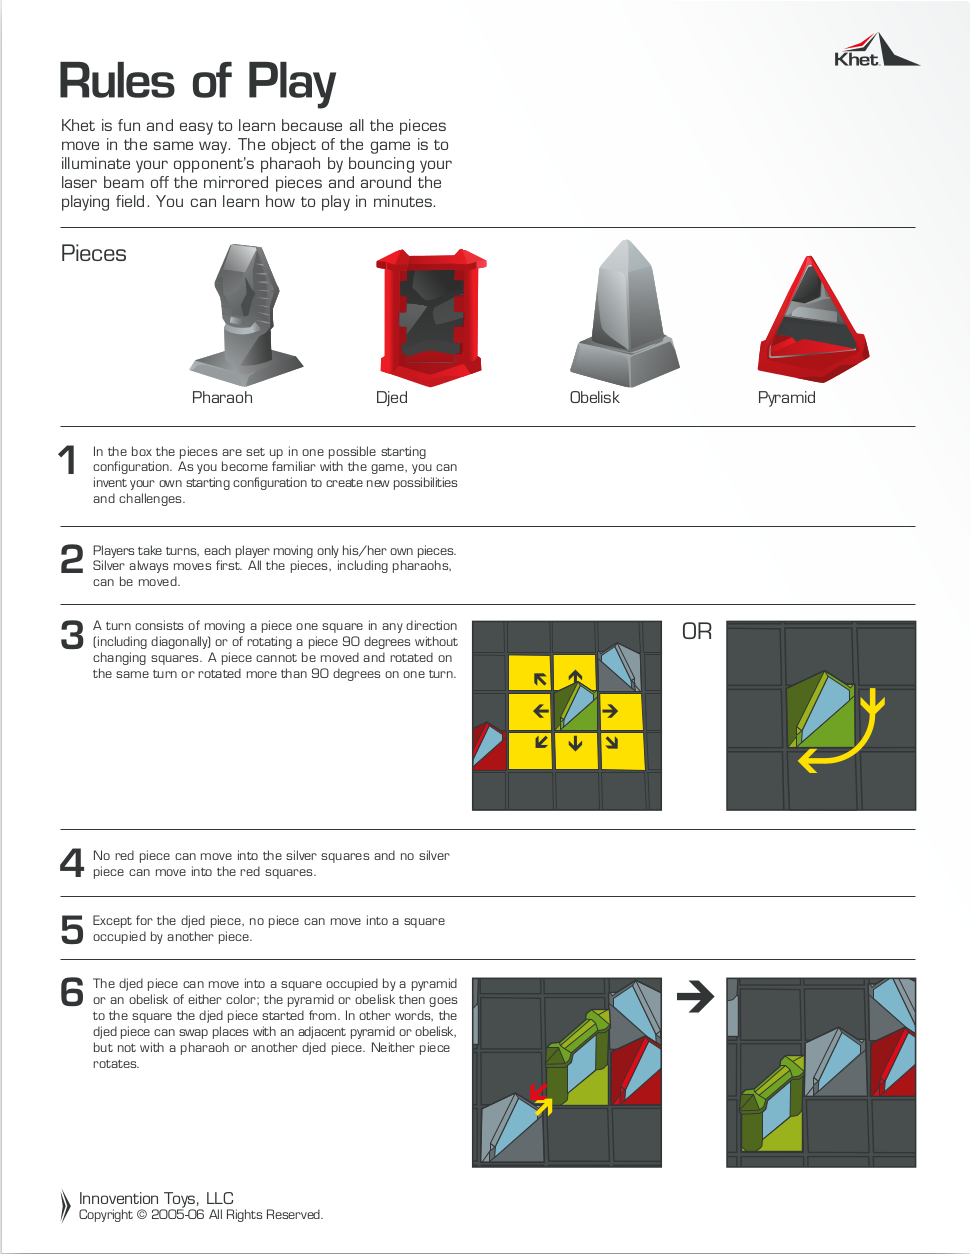 Khet
Rules of Play
Khet is fun and easy to learn because all the pieces
move in the same way. The object of the game is to
illuminate your opponent's pharaoh by bouncing your
laser beam off the mirrored pieces and around the
playing field. You can learn how to play in minutes.
Pieces
Pharaoh
Djed
Obelisk
Pyramid
1
In the box the pieces are set up in one possible starting
configuration. As you become familiar with the game, you can
invent your own starting configuration to create new possibilities
and challenges.
2
Players take turns, each player moving only his/her own pieces.
Silver always moves first. All the pieces, including pharaohs,
can be moved.
3
A turn consists of moving a piece one square in any direction
(including diagonally) or of rotating a piece 90 degrees without
changing squares. A piece cannot be moved and rotated on
the same turn or rotated more than 90 degrees on one turn.
OR
4
No red piece can move into the silver squares and no silver
piece can move into the red squares.
5
Except for the djed piece, no piece can move into a square
occupied by another piece.
6
The djed piece can move into a square occupied by a pyramid
or an obelisk of either color; the pyramid or obelisk then goes
to the square the djed piece started from. In other words, the
djed piece can swap places with an adjacent pyramid or obelisk,
but not with a pharaoh or another djed piece. Neither piece
rotates.
Innovention Toys, LLC
Copyright © 2005-06 All Rights Reserved.